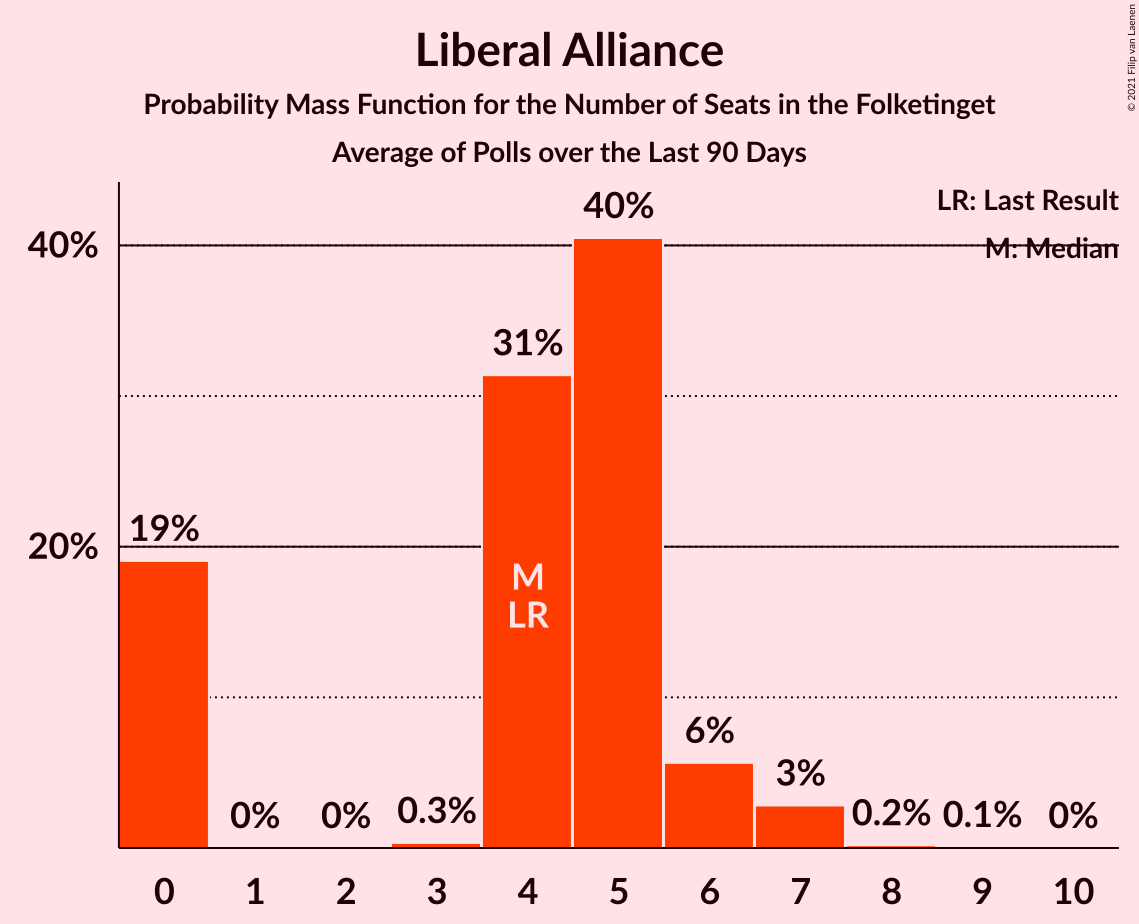 Liberal Alliance
Probability Mass Function for the Number of Seats in the Folketinget
Average of Polls over the Last 90 Days
© 2021 Filip van Laenen
LR: Last Result
M: Median
40%
20%
19%
0%
0%
0.3%
31%
40%
6%
3%
0.2%
0.1%
0%
M
LR
0 1 2 3 4 5 6 7 8 9 10